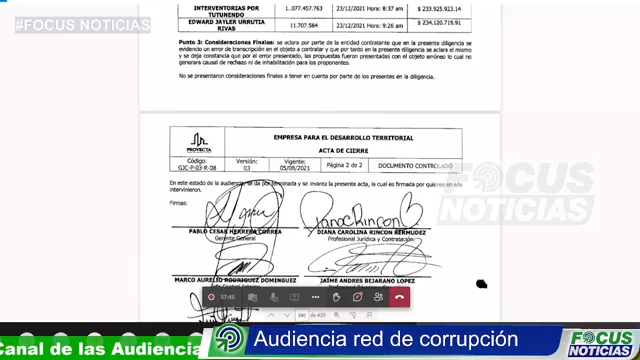 #FOCUS NOTICIAS
INTERVENTORIAS POR TUTUNENDO 1.077.457.763 23/12/2021 Hora: 8:37 am $ 233.925.923.14
EDWARD JAYLER URRUTIA RIVAS 11.707.584 23/12/2021 Hora: 9:26 am $ 234.120.719.91
Punto 3: Consideraciones Finales: se aclara por parte de la entidad contratante que en la presente diligencia se
evidencio un error de transcripción en el objeto a contratar y que por tanto en la presente diligencia se aclara el mismo
y se deja constancia que por el error presentado, las propuestas fueron presentadas con el objeto erróneo lo cual no
generará causal de rechazo ni de inhabilitación para los proponentes.
No se presentaron consideraciones finales a tener en cuenta por parte de los presentes en la diligencia.
PROYECTA
EMPRESA PARA EL DESARROLLO TERRITORIAL
ACTA DE CIERRE
Código: GJC-P-03-R-08
Versión: 03
Vigente: 05/08/2021
Página 2 de 2
DOCUMENTO CONTROLADO
En este estado de la audiencia, se da por terminada y se levanta la presente acta, la cual es firmada por quienes en ella
intervinieron.
Firmas:
PABLO CESAR HERRERA CORREA
Gerente General
DIANA CAROLINA RINCON BERMUDEZ
Profesional Jurídica y Contratación
MARCO AURELIO RODRIGUEZ DOMINGUEZ
JAIME ANDRES BEJARANO LOPEZ
57:45
FOCUS
NOTICIAS
Canal de las Audiencia
Audiencia red de corrupción
FOCUS
NOTICIAS